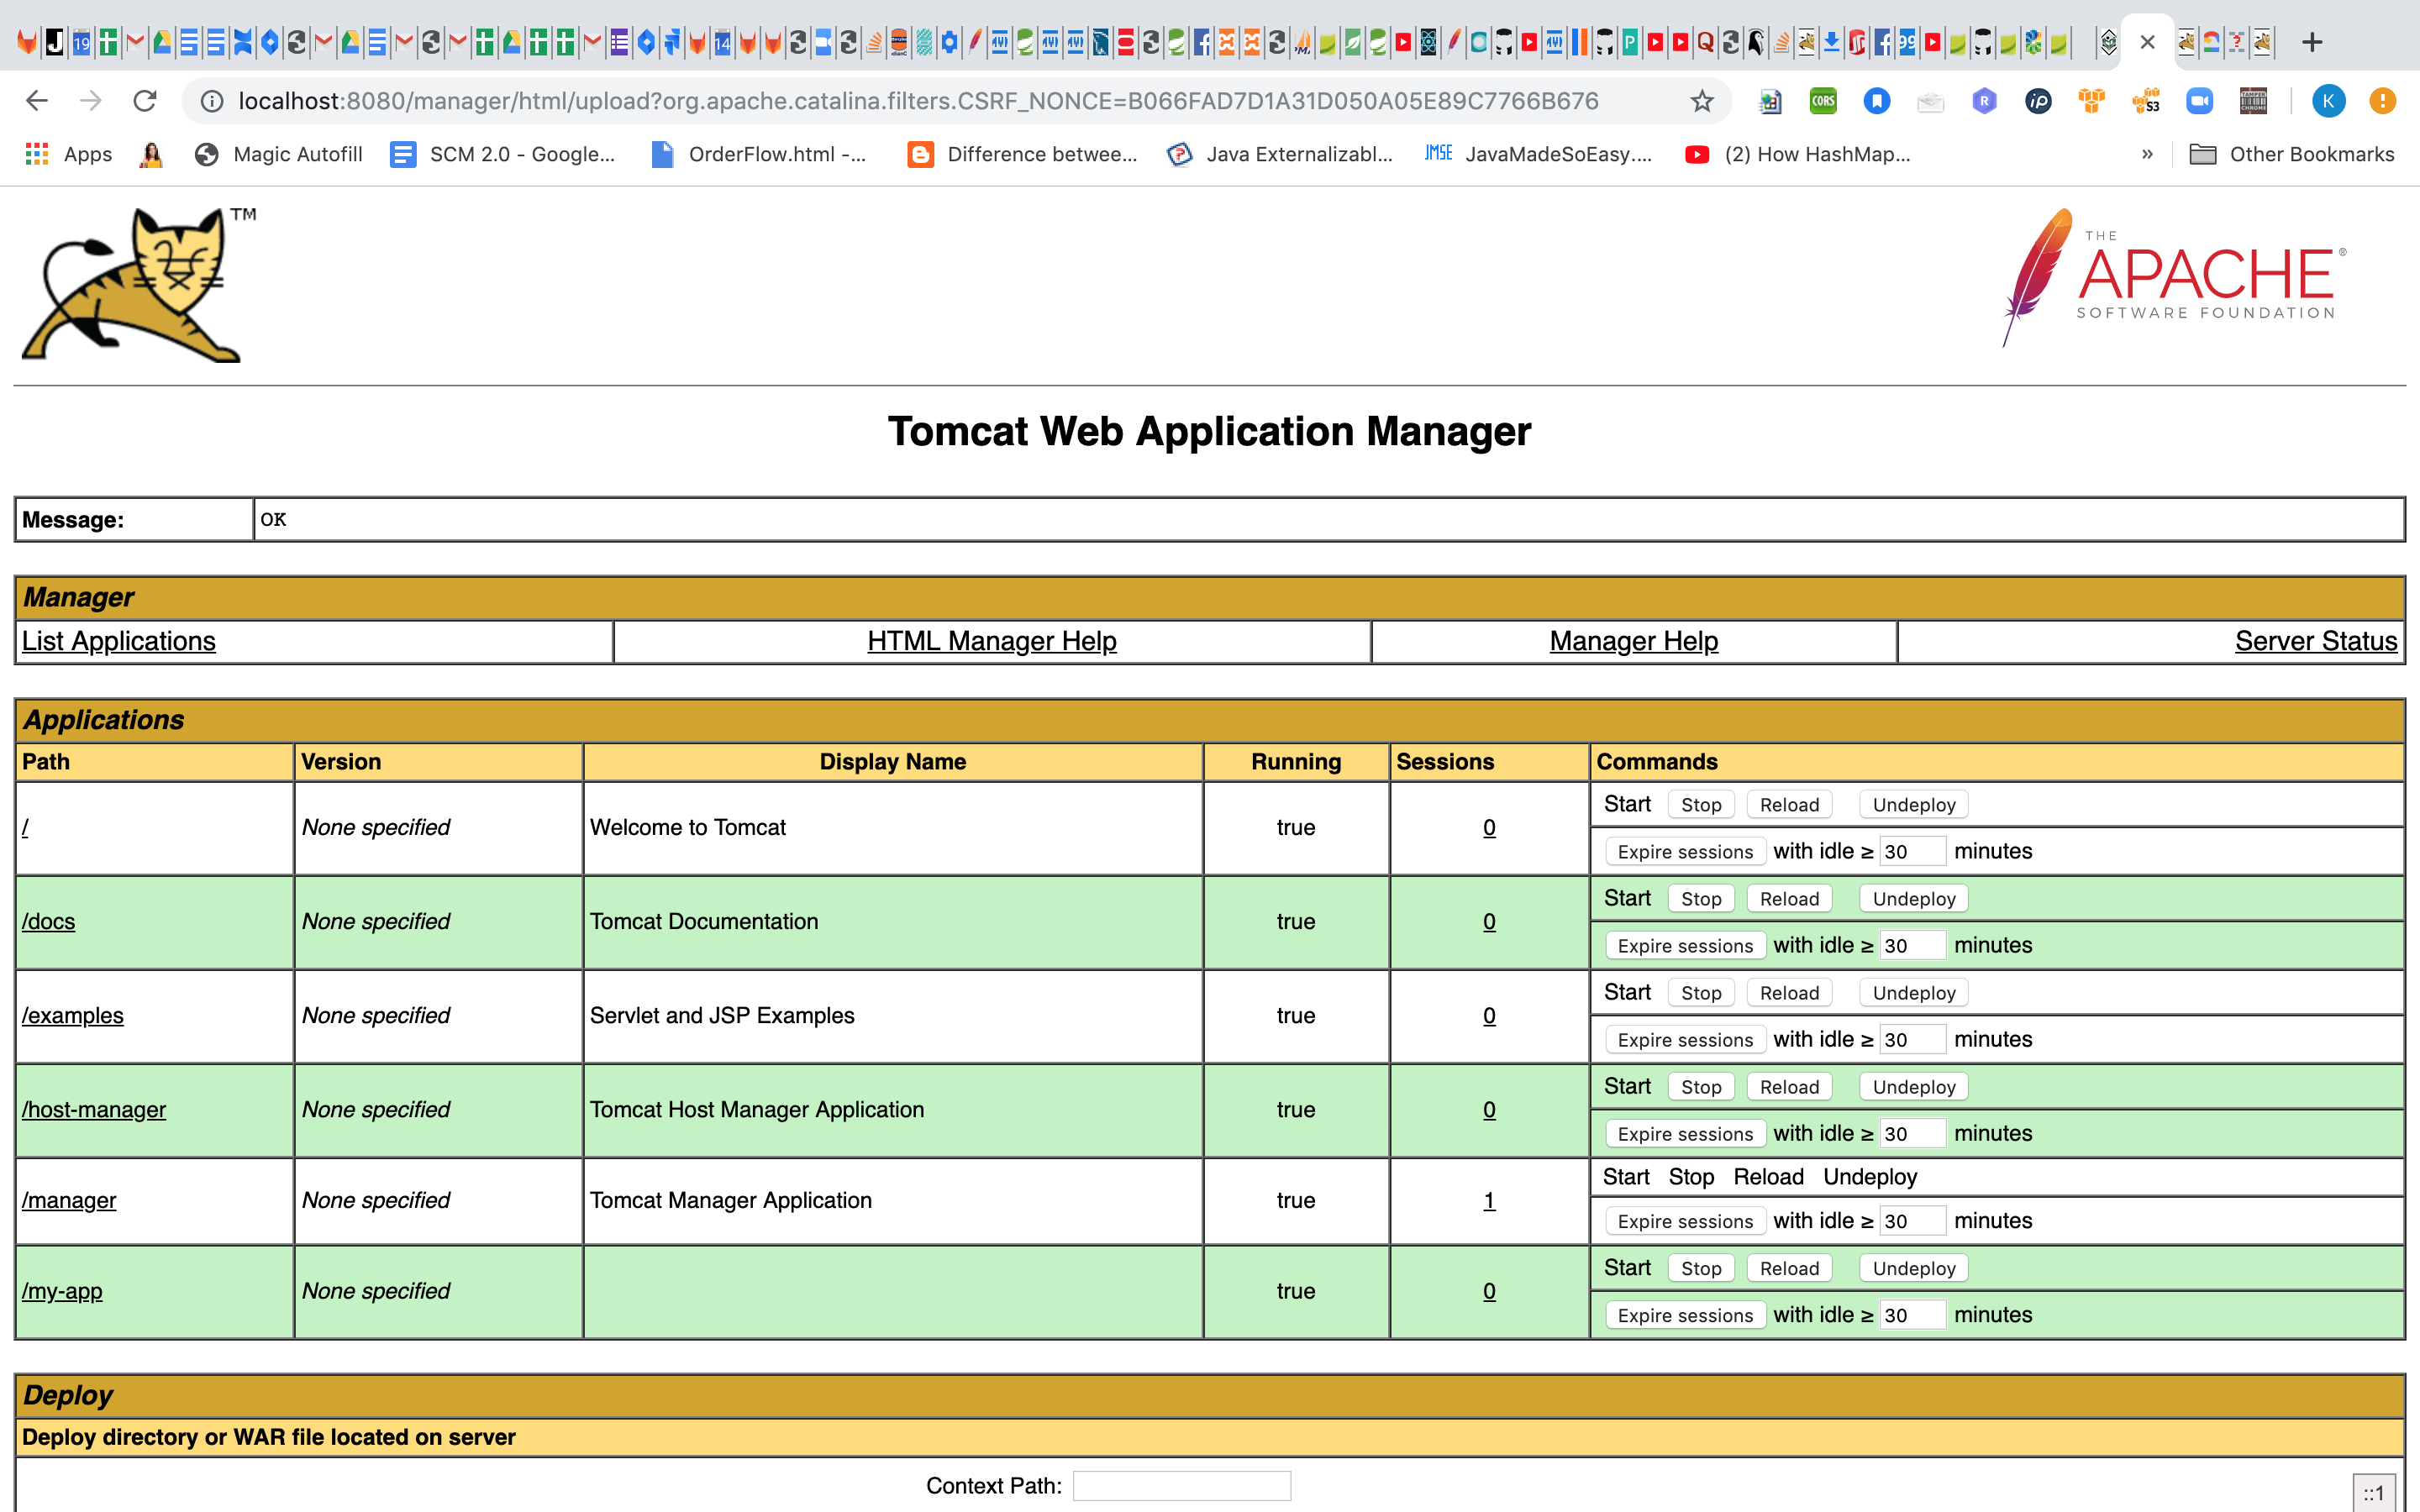 localhost:8080/manager/html/upload?org.apache.catalina.filters.CSRF_NONCE=B066FAD7D1A31D050A05E89C7766B676
Apps Magic Autofill SCM 2.0 - Google... OrderFlow.html -... Difference betwee... Java Externalizabl... JMSE JavaMadeSoEasy.... (2) How HashMap... » Other Bookmarks
TM
THE
APACHE®
SOFTWARE FOUNDATION
Tomcat Web Application Manager
Message: OK
Manager
List Applications HTML Manager Help Manager Help Server Status
Applications
Path Version Display Name Running Sessions Commands
/ None specified Welcome to Tomcat true 0 Start Stop Reload Undeploy
Expire sessions with idle ≥ 30 minutes
/docs None specified Tomcat Documentation true 0 Start Stop Reload Undeploy
Expire sessions with idle ≥ 30 minutes
/examples None specified Servlet and JSP Examples true 0 Start Stop Reload Undeploy
Expire sessions with idle ≥ 30 minutes
/host-manager None specified Tomcat Host Manager Application true 0 Start Stop Reload Undeploy
Expire sessions with idle ≥ 30 minutes
/manager None specified Tomcat Manager Application true 1 Start Stop Reload Undeploy
Expire sessions with idle ≥ 30 minutes
/my-app None specified true 0 Start Stop Reload Undeploy
Expire sessions with idle ≥ 30 minutes
Deploy
Deploy directory or WAR file located on server
Context Path:
::1